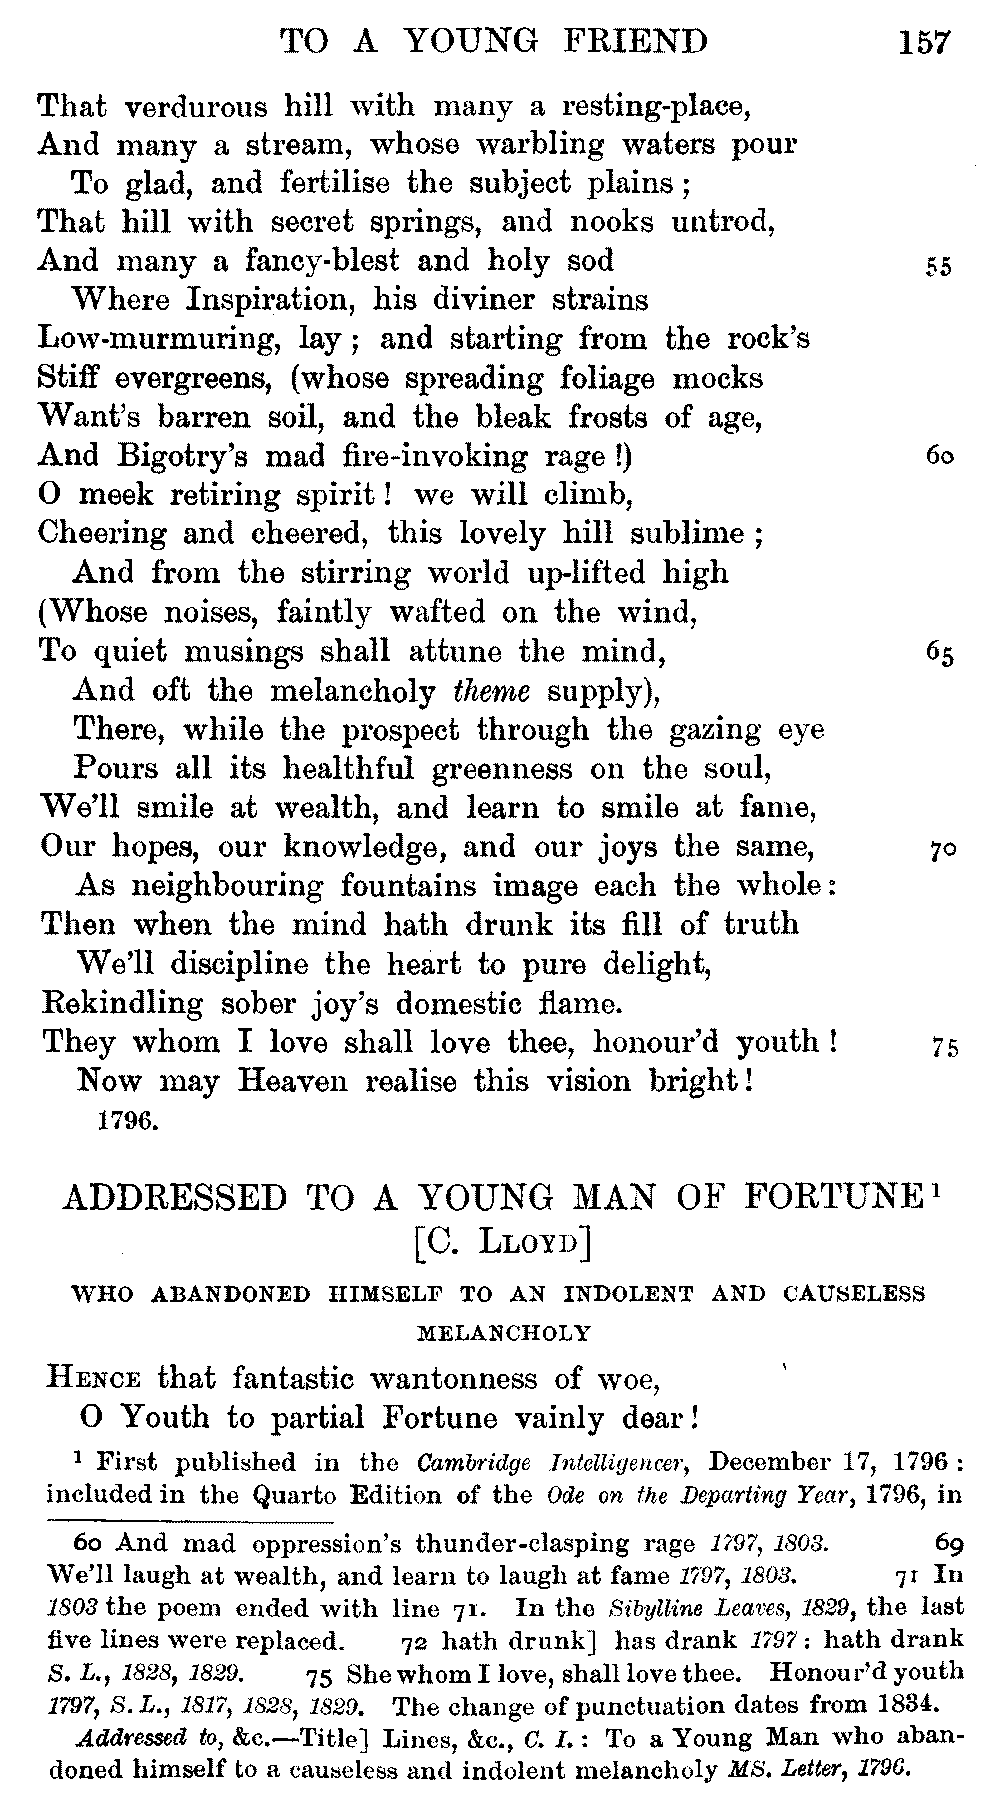 TO A YOUNG FRIEND 157
That verdurous hill with many a resting-place,
And many a stream, whose warbling waters pour
To glad, and fertilise the subject plains ;
That hill with secret springs, and nooks untrod,
And many a fancy-blest and holy sod 55
Where Inspiration, his diviner strains
Low-murmuring, lay ; and starting from the rock's
Stiff evergreens, (whose spreading foliage mocks
Want's barren soil, and the bleak frosts of age,
And Bigotry's mad fire-invoking rage !) 60
O meek retiring spirit ! we will climb,
Cheering and cheered, this lovely hill sublime ;
And from the stirring world up-lifted high
(Whose noises, faintly wafted on the wind,
To quiet musings shall attune the mind, 65
And oft the melancholy theme supply),
There, while the prospect through the gazing eye
Pours all its healthful greenness on the soul,
We'll smile at wealth, and learn to smile at fame,
Our hopes, our knowledge, and our joys the same, 70
As neighbouring fountains image each the whole :
Then when the mind hath drunk its fill of truth
We'll discipline the heart to pure delight,
Rekindling sober joy's domestic flame.
They whom I love shall love thee, honour'd youth ! 75
Now may Heaven realise this vision bright !
1796.
ADDRESSED TO A YOUNG MAN OF FORTUNE ¹
[C. LLOYD]
WHO ABANDONED HIMSELF TO AN INDOLENT AND CAUSELESS
MELANCHOLY
HENCE that fantastic wantonness of woe,
O Youth to partial Fortune vainly dear !
¹ First published in the Cambridge Intelligencer, December 17, 1796 :
included in the Quarto Edition of the Ode on the Departing Year, 1796, in
60 And mad oppression's thunder-clasping rage 1797, 1803. 69
We'll laugh at wealth, and learn to laugh at fame 1797, 1803. 71 In
1803 the poem ended with line 71. In the Sibylline Leaves, 1829, the last
five lines were replaced. 72 hath drunk] has drank 1797 : hath drank
S. L., 1828, 1829. 75 She whom I love, shall love thee. Honour'd youth
1797, S. L., 1817, 1828, 1829. The change of punctuation dates from 1834.
Addressed to, &c.—Title] Lines, &c., C. I. : To a Young Man who aban-
doned himself to a causeless and indolent melancholy MS. Letter, 1796.